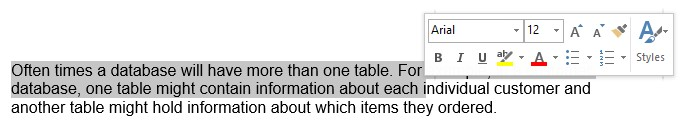 Arial 12 A A A
B I U ab A Styles
Often times a database will have more than one table. For
database, one table might contain information about each individual customer and
another table might hold information about which items they ordered.